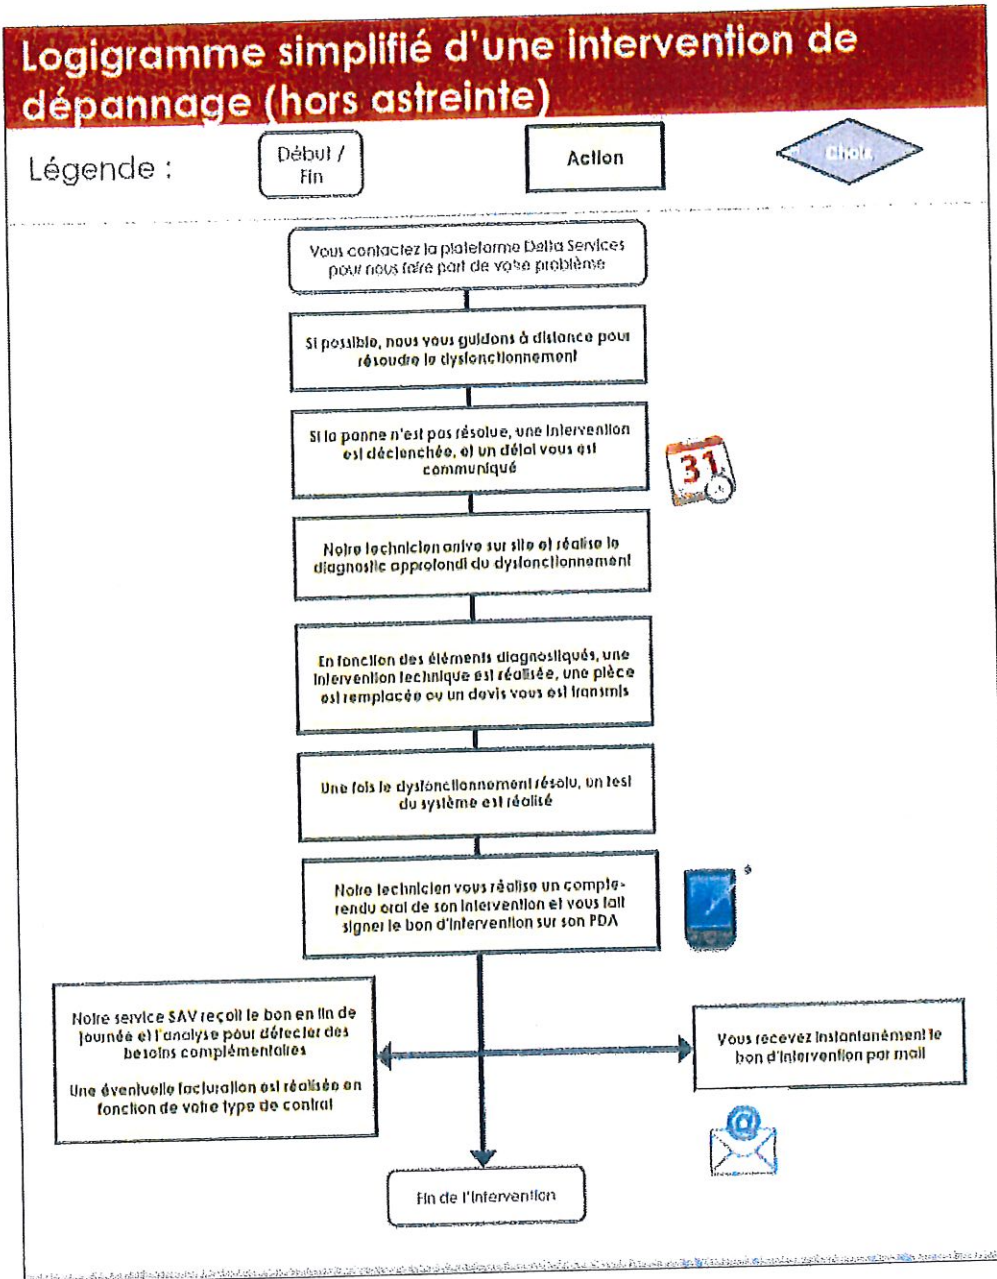 Logigramme simplifié d'une intervention de
dépannage (hors astreinte)
Légende :
Début /
Fin
Action
Choix
Vous contactez la plateforme Delta Services
pour nous faire part de votre problème
Si possible, nous vous guidons à distance pour
résoudre le dysfonctionnement
Si la panne n'est pas résolue, une intervention
est déclenchée, et un délai vous est
communiqué
31
Notre technicien arrive sur site et réalise le
diagnostic approfondi du dysfonctionnement
En fonction des éléments diagnostiqués, une
intervention technique est réalisée, une pièce
est remplacée ou un devis vous est transmis
Une fois le dysfonctionnement résolu, un test
du système est réalisé
Notre technicien vous réalise un compte-
rendu oral de son intervention et vous fait
signer le bon d'intervention sur son PDA
Notre service SAV reçoit le bon en fin de
journée et l'analyse pour détecter des
besoins complémentaires
Une éventuelle facturation est réalisée en
fonction de votre type de contrat
Vous recevez instantanément le
bon d'intervention par mail
@
Fin de l'intervention